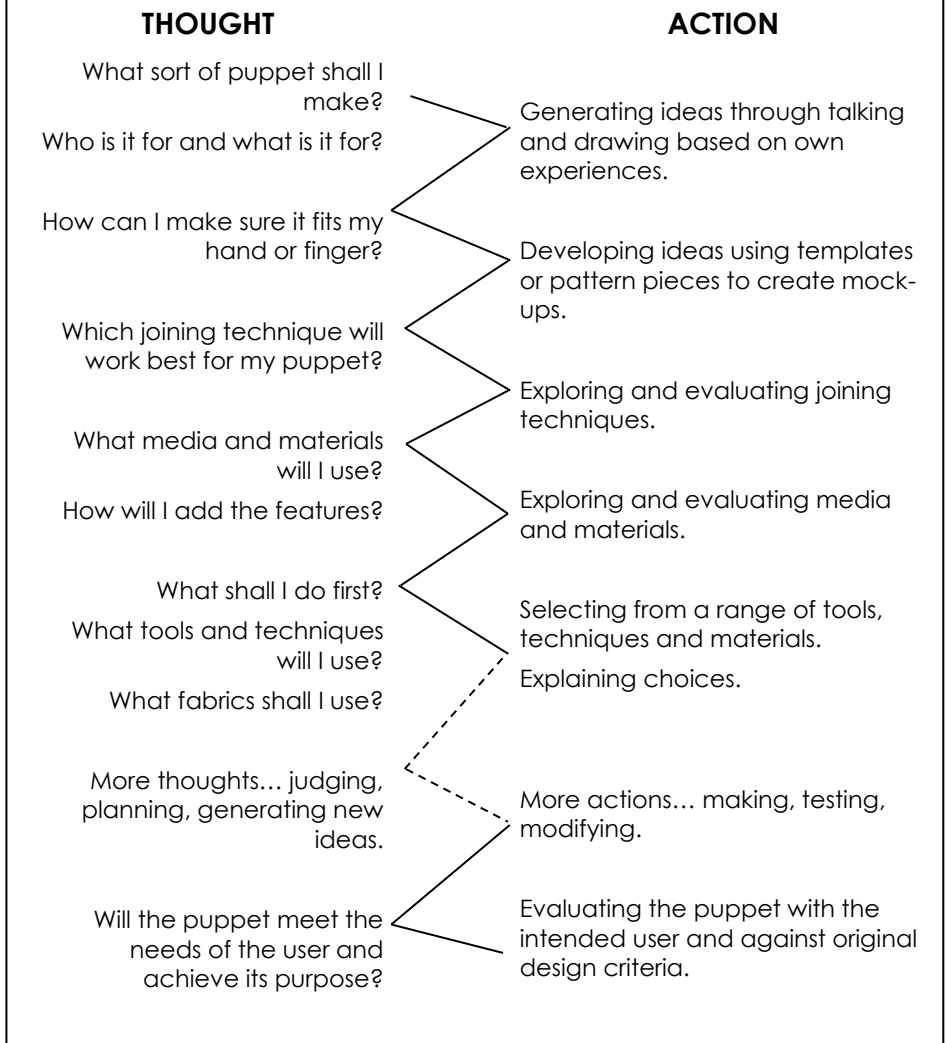 THOUGHT
ACTION
What sort of puppet shall I
make?
Who is it for and what is it for?
Generating ideas through talking
and drawing based on own
experiences.
How can I make sure it fits my
hand or finger?
Developing ideas using templates
or pattern pieces to create mock-
ups.
Which joining technique will
work best for my puppet?
Exploring and evaluating joining
techniques.
What media and materials
will I use?
How will I add the features?
Exploring and evaluating media
and materials.
What shall I do first?
What tools and techniques
will I use?
What fabrics shall I use?
Selecting from a range of tools,
techniques and materials.
Explaining choices.
More thoughts… judging,
planning, generating new
ideas.
More actions… making, testing,
modifying.
Will the puppet meet the
needs of the user and
achieve its purpose?
Evaluating the puppet with the
intended user and against original
design criteria.